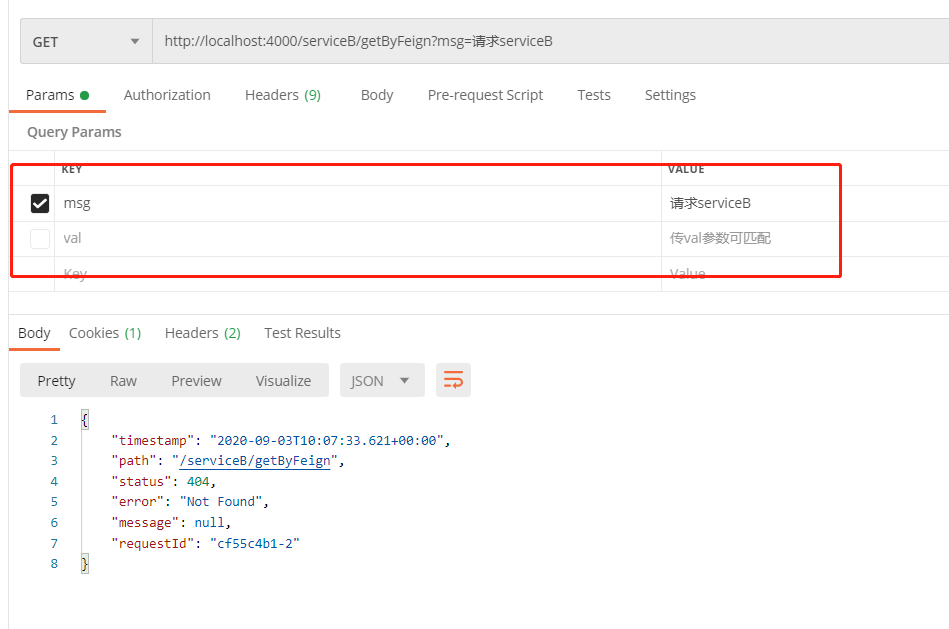 GET http://localhost:4000/serviceB/getByFeign?msg=请求serviceB
Params Authorization Headers (9) Body Pre-request Script Tests Settings
Query Params
KEY VALUE
msg 请求serviceB
val 传val参数可匹配
Key Value
Body Cookies (1) Headers (2) Test Results
Pretty Raw Preview Visualize JSON
1 {
2 "timestamp": "2020-09-03T10:07:33.621+00:00",
3 "path": "/serviceB/getByFeign",
4 "status": 404,
5 "error": "Not Found",
6 "message": null,
7 "requestId": "cf55c4b1-2"
8 }